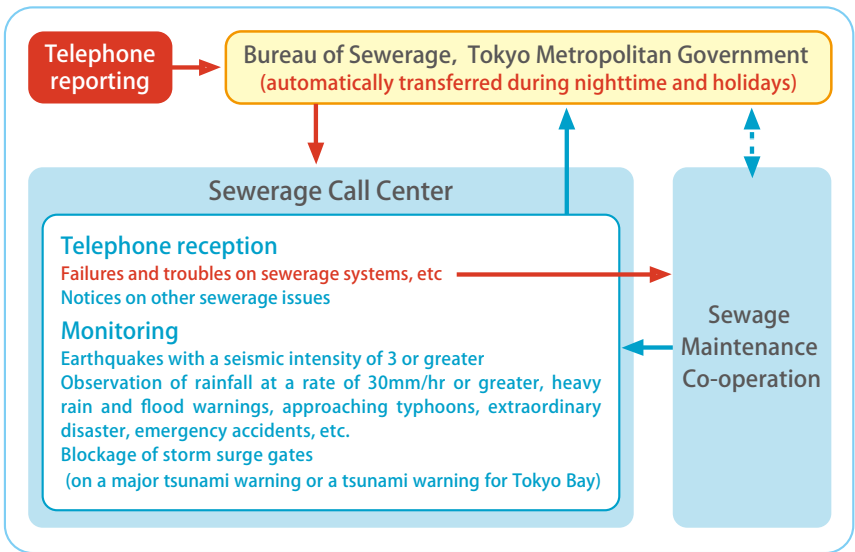 Telephone
reporting
Bureau of Sewerage, Tokyo Metropolitan Government
(automatically transferred during nighttime and holidays)
Sewerage Call Center
Telephone reception
Failures and troubles on sewerage systems, etc
Notices on other sewerage issues
Monitoring
Earthquakes with a seismic intensity of 3 or greater
Observation of rainfall at a rate of 30mm/hr or greater, heavy
rain and flood warnings, approaching typhoons, extraordinary
disaster, emergency accidents, etc.
Blockage of storm surge gates
(on a major tsunami warning or a tsunami warning for Tokyo Bay)
Sewage
Maintenance
Co-operation